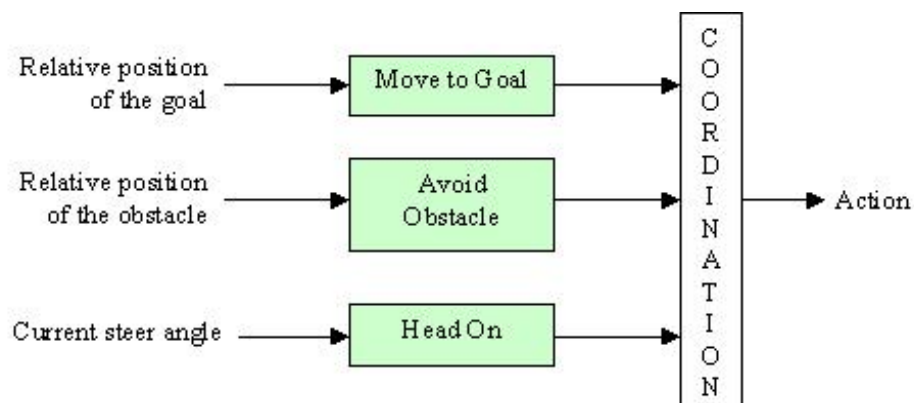 Relative position
of the goal
Move to Goal
Relative position
of the obstacle
Avoid
Obstacle
Current steer angle
Head On
C
O
O
R
D
I
N
A
T
I
O
N
Action